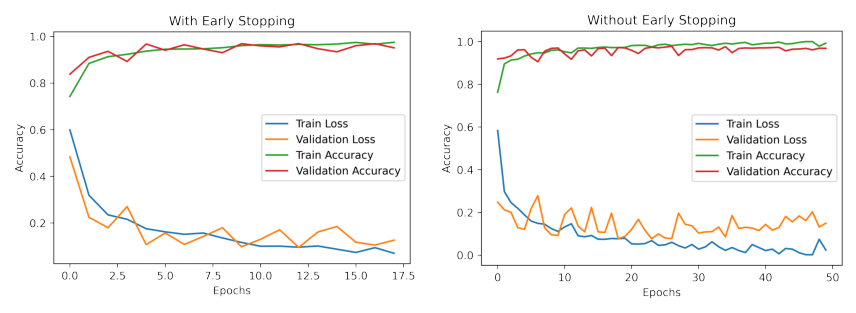 With Early Stopping
1.0
0.8
0.6
0.4
0.2
Accuracy
Train Loss
Validation Loss
Train Accuracy
Validation Accuracy
0.0 2.5 5.0 7.5 10.0 12.5 15.0 17.5
Epochs
Without Early Stopping
1.0
0.8
0.6
0.4
0.2
0.0
Accuracy
Train Loss
Validation Loss
Train Accuracy
Validation Accuracy
0 10 20 30 40 50
Epochs